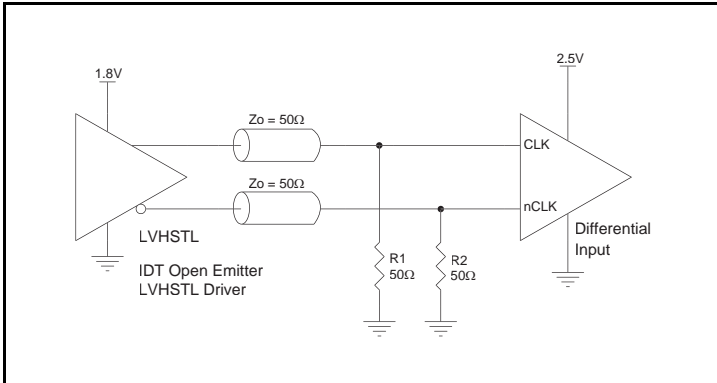 1.8V
2.5V
Zo = 50Ω
CLK
Zo = 50Ω
nCLK
LVHSTL
Differential
Input
R1
50Ω
R2
50Ω
IDT Open Emitter
LVHSTL Driver